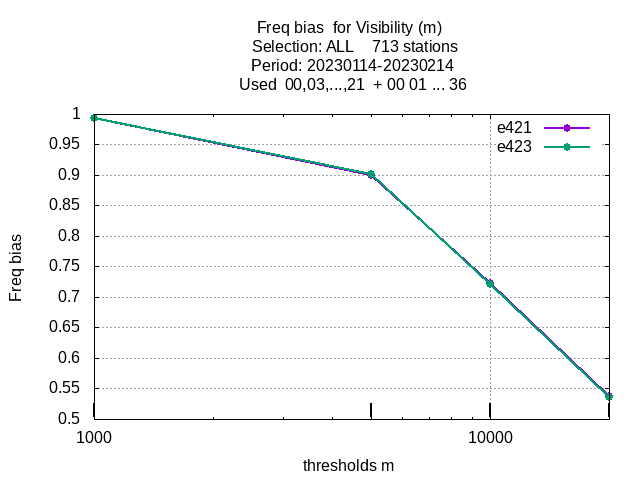 Freq bias  for Visibility (m)
Selection: ALL    713 stations
Period: 20230114-20230214
Used  00,03,...,21  + 00 01 ... 36
e421
e423
1
0.95
0.9
0.85
0.8
0.75
0.7
0.65
0.6
0.55
0.5
Freq bias
1000
10000
thresholds m